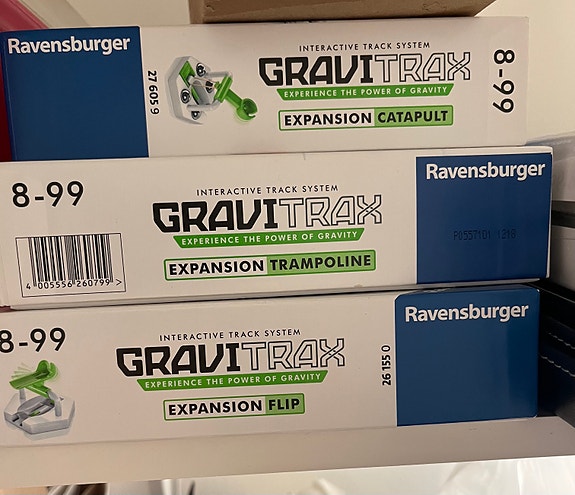 Ravensburger
27 605 9
INTERACTIVE TRACK SYSTEM
GRAVITRAX
EXPERIENCE THE POWER OF GRAVITY
EXPANSION CATAPULT
8-99
8-99
4 005556 260799 >
INTERACTIVE TRACK SYSTEM
GRAVITRAX
EXPERIENCE THE POWER OF GRAVITY
EXPANSION TRAMPOLINE
Ravensburger
8-99
INTERACTIVE TRACK SYSTEM
GRAVITRAX
EXPERIENCE THE POWER OF GRAVITY
EXPANSION FLIP
26 155 0
Ravensburger